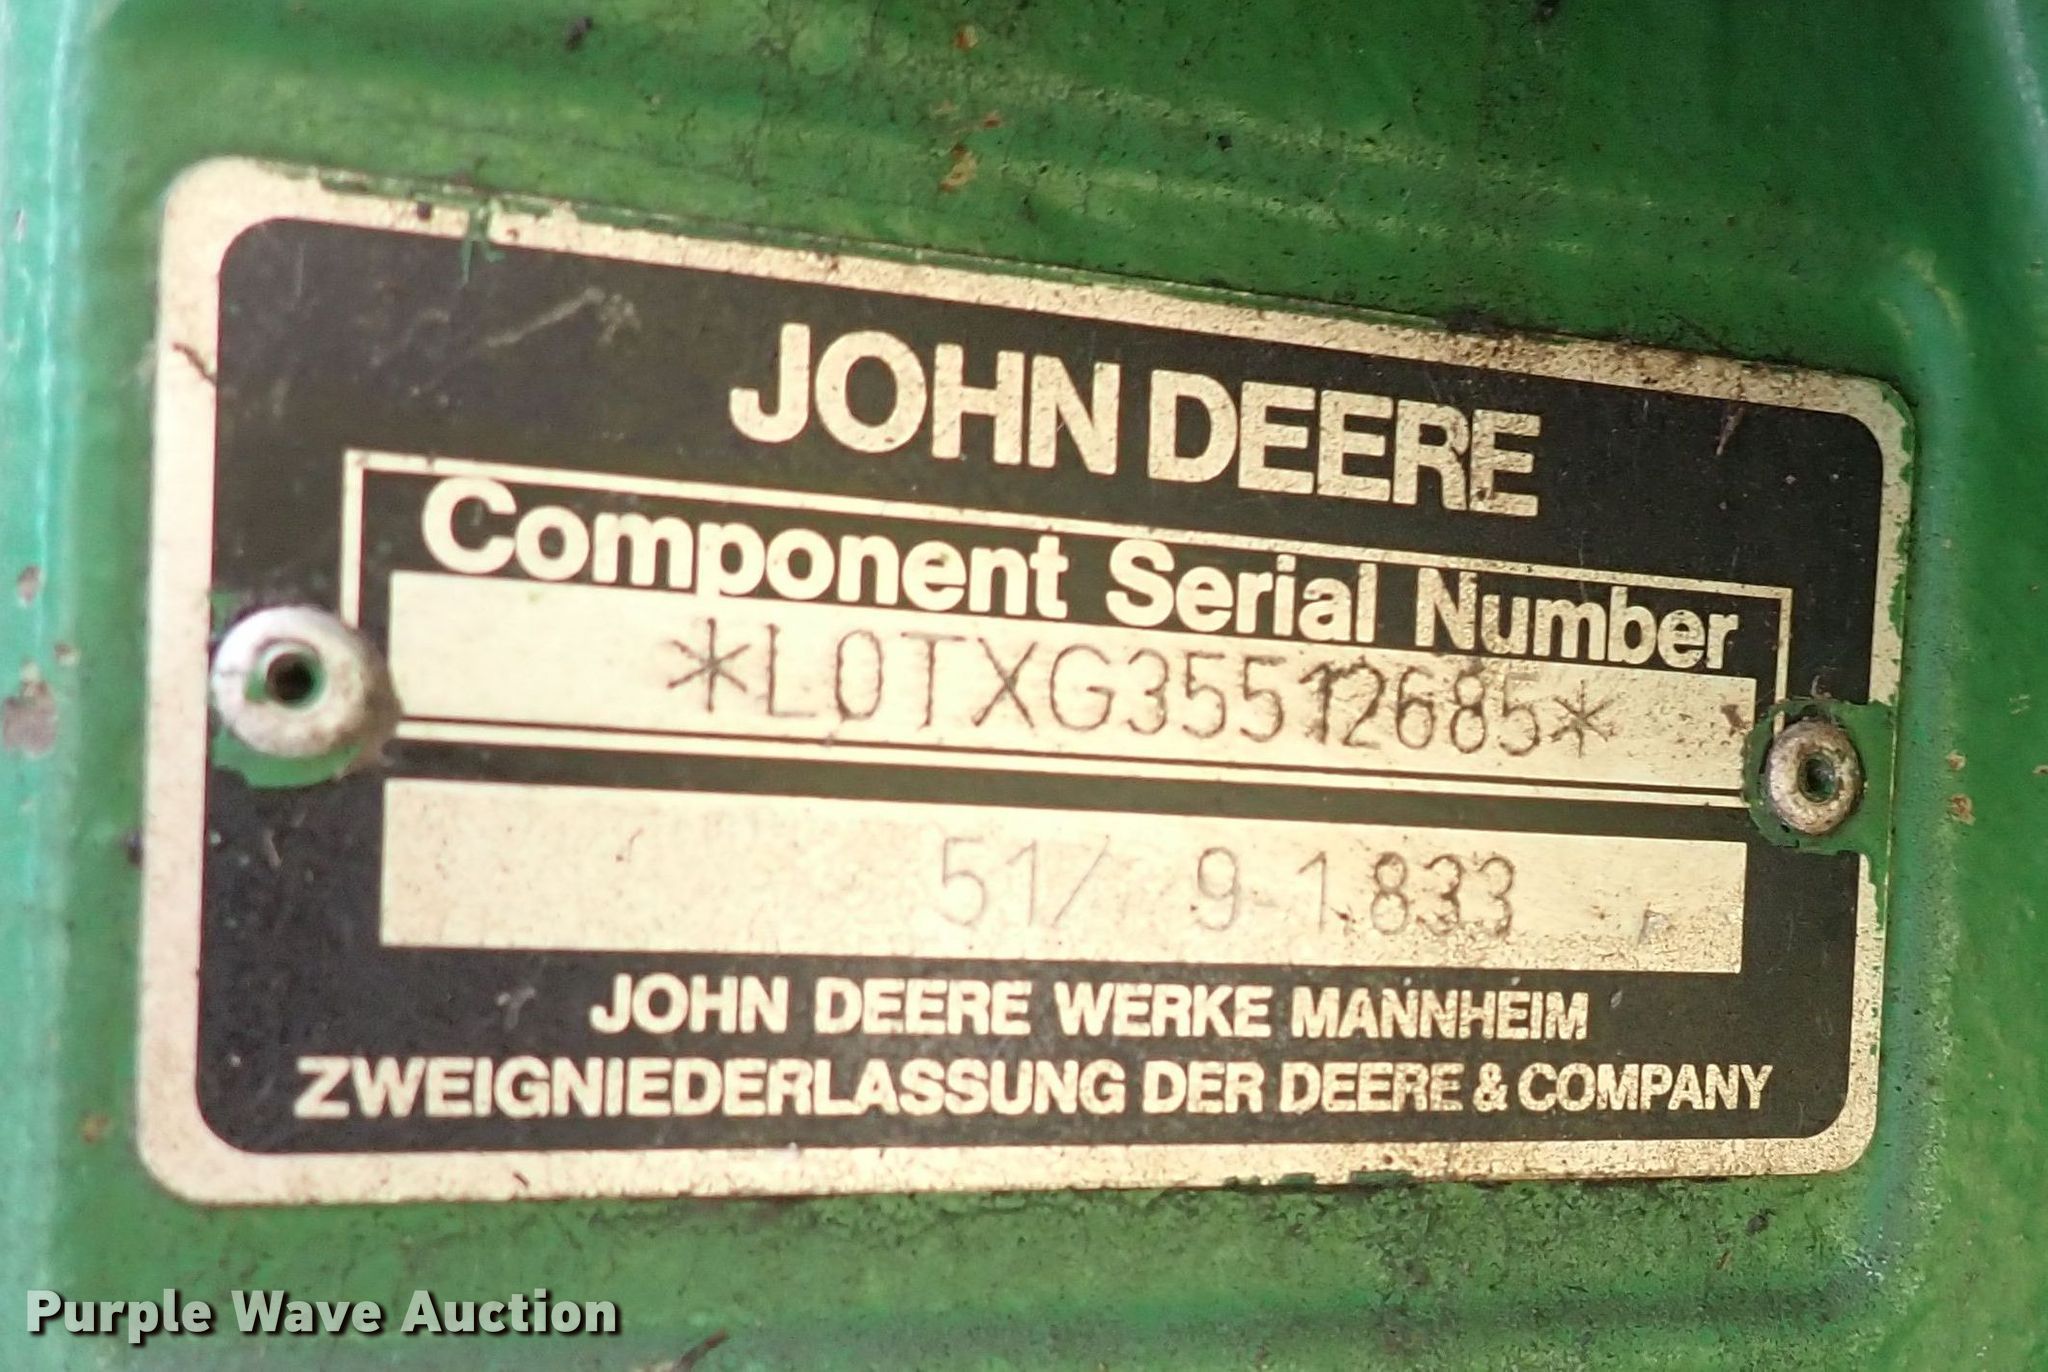 JOHN DEERE
Component Serial Number
*L0TXG35512685*
51/ 9-1.833
JOHN DEERE WERKE MANNHEIM
ZWEIGNIEDERLASSUNG DER DEERE & COMPANY
Purple Wave Auction